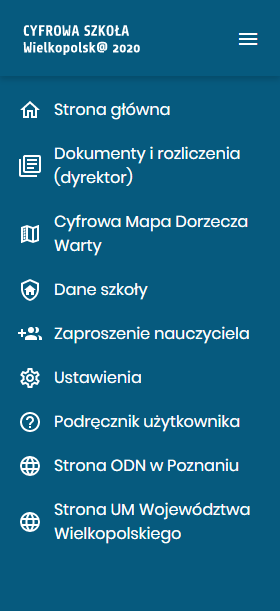 CYFROWA SZKOŁA
Wielkopolsk@ 2020
Strona główna
Dokumenty i rozliczenia
(dyrektor)
Cyfrowa Mapa Dorzecza
Warty
Dane szkoły
Zaproszenie nauczyciela
Ustawienia
Podręcznik użytkownika
Strona ODN w Poznaniu
Strona UM Województwa
Wielkopolskiego